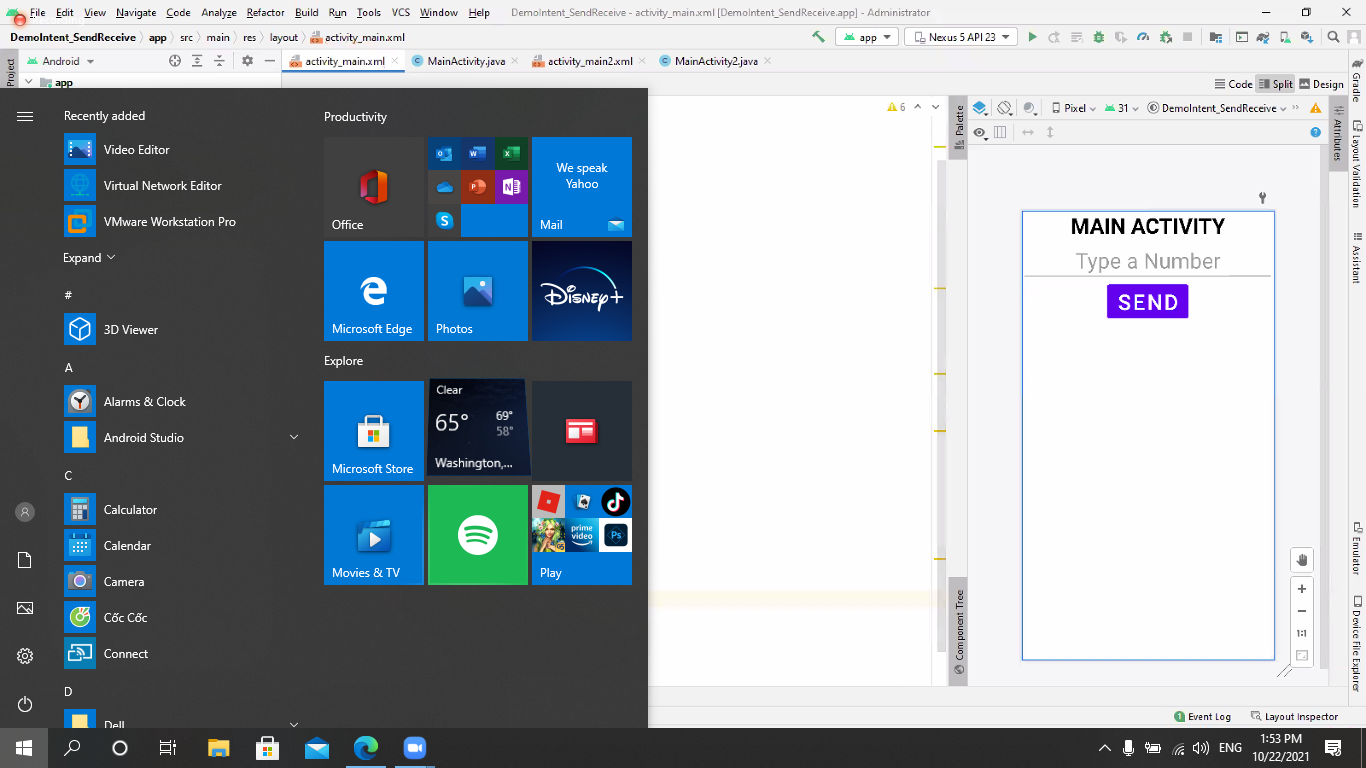 File Edit View Navigate Code Analyze Refactor Build Run Tools VCS Window Help DemoIntent_SendReceive - activity_main.xml [DemoIntent_SendReceive.app] - Administrator
DemoIntent_SendReceive app src main res layout activity_main.xml app Nexus 5 API 23
Project Android activity_main.xml MainActivity.java activity_main2.xml MainActivity2.java
app Code Split Design
Gradle
Layout Validation
Assistant
Emulator
Device File Explorer
Attributes
Palette
Component Tree
6
Pixel 31 DemoIntent_SendReceive
MAIN ACTIVITY
Type a Number
SEND
1:1
Recently added
Video Editor
Virtual Network Editor
VMware Workstation Pro
Expand
#
3D Viewer
A
Alarms & Clock
Android Studio
C
Calculator
Calendar
Camera
Cốc Cốc
Connect
D
Dell
Productivity
Office
We speak
Yahoo
Mail
Microsoft Edge
Photos
Disney+
Explore
Microsoft Store
Clear
65° 69°
58°
Washington,...
Movies & TV
prime video
Ps
Play
Event Log Layout Inspector
ENG
1:53 PM
10/22/2021